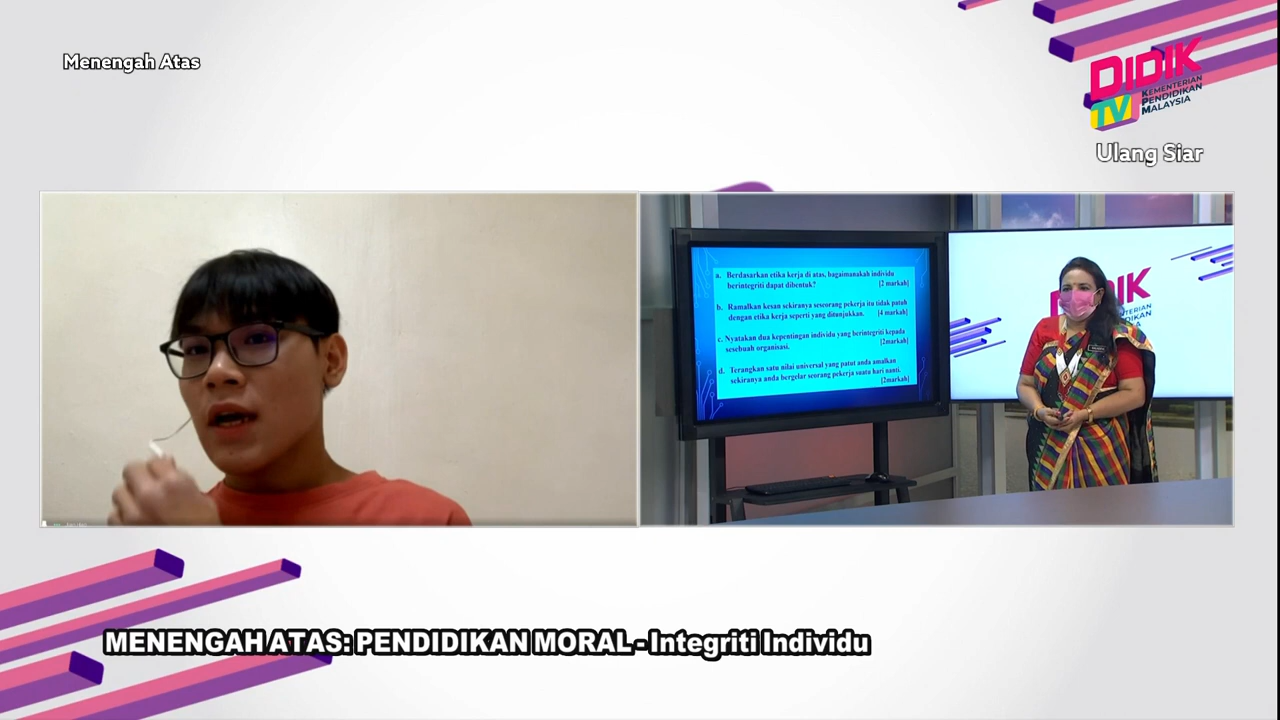 Menengah Atas
DIDIK
TV
KEMENTERIAN
PENDIDIKAN
MALAYSIA
Ulang Siar
a. Berdasarkan etika kerja di atas, bagaimanakah individu
berintegriti dapat dibentuk? [2 markah]
b. Ramalkan kesan sekiranya seseorang pekerja itu tidak patuh
dengan etika kerja seperti yang ditunjukkan. [4 markah]
c. Nyatakan dua kepentingan individu yang berintegriti kepada
sesebuah organisasi. [2markah]
d. Terangkan satu nilai universal yang patut anda amalkan
sekiranya anda bergelar seorang pekerja suatu hari nanti.
[2markah]
MENENGAH ATAS: PENDIDIKAN MORAL - Integriti Individu